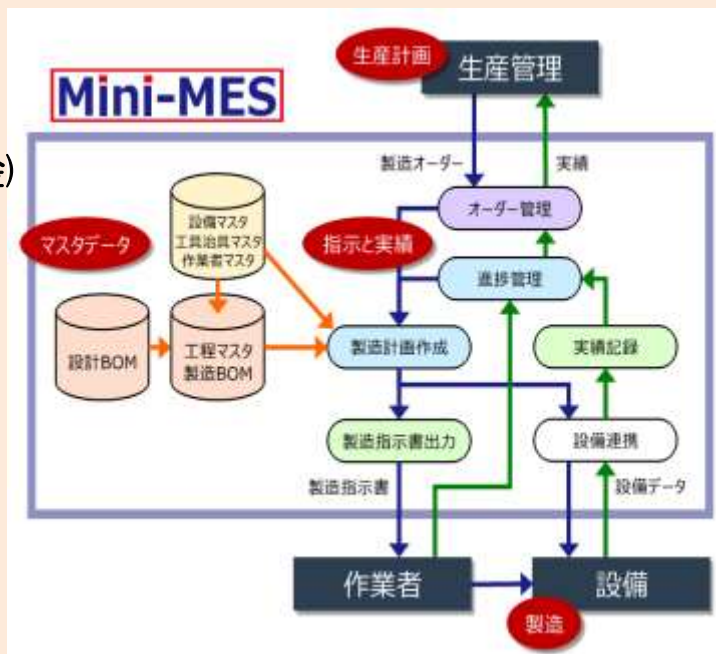 生産計画
生産管理
Mini-MES
製造オーダー
実績
オーダー管理
設備マスタ
工具治具マスタ
作業者マスタ
マスタデータ
指示と実績
進捗管理
設計BOM
工程マスタ
製造BOM
製造計画作成
実績記録
製造指示書出力
設備連携
製造指示書
設備データ
作業者
設備
製造